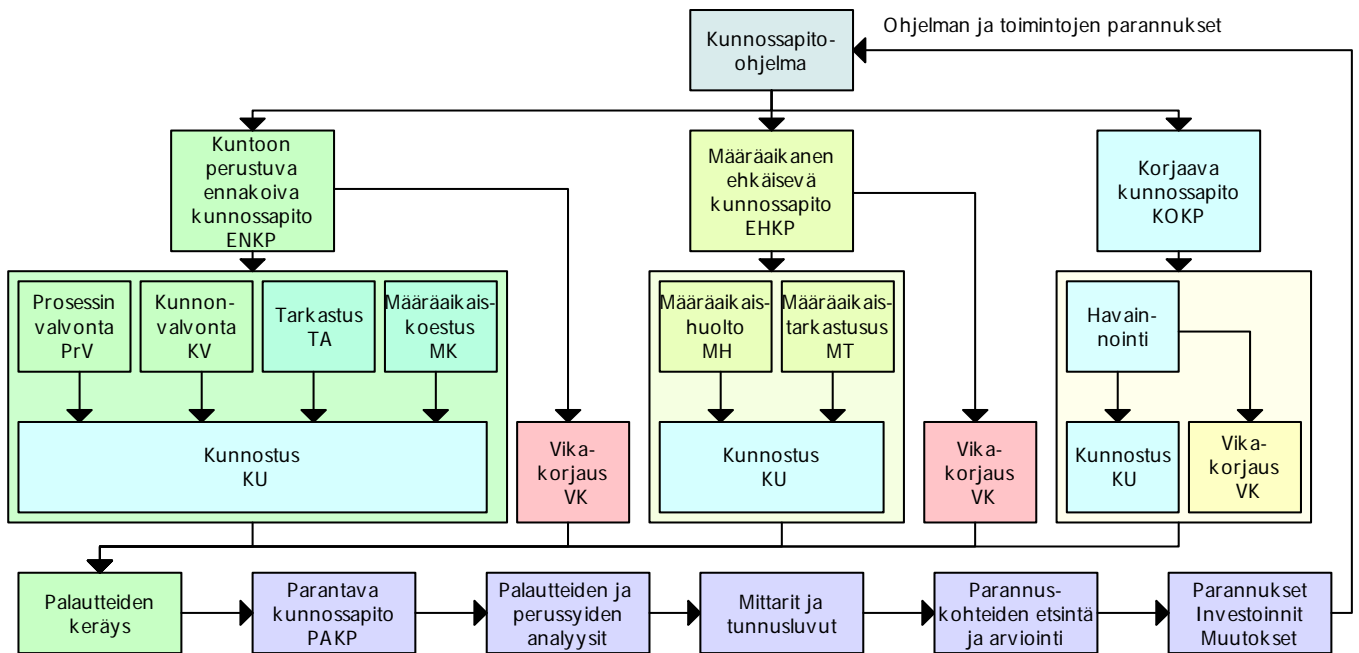 Kunnossapito-
ohjelma
Ohjelman ja toimintojen parannukset
Kuntoon
perustuva
ennakoiva
kunnossapito
ENKP
Määräaikanen
ehkäisevä
kunnossapito
EHKP
Korjaava
kunnossapito
KOKP
Prosessin
valvonta
PrV
Kunnon-
valvonta
KV
Tarkastus
TA
Määräaikais-
koestus
MK
Kunnostus
KU
Vika-
korjaus
VK
Määräaikais-
huolto
MH
Määräaikais-
tarkastusus
MT
Kunnostus
KU
Vika-
korjaus
VK
Havain-
nointi
Kunnostus
KU
Vika-
korjaus
VK
Palautteiden
keräys
Parantava
kunnossapito
PAKP
Palautteiden ja
perussyiden
analyysit
Mittarit ja
tunnusluvut
Parannus-
kohteiden etsintä
ja arviointi
Parannukset
Investoinnit
Muutokset